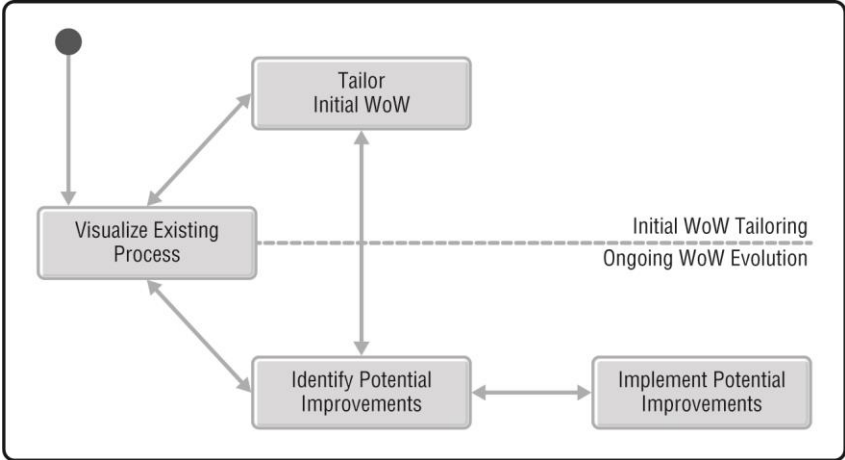 Tailor
Initial WoW
Visualize Existing
Process
Initial WoW Tailoring
Ongoing WoW Evolution
Identify Potential
Improvements
Implement Potential
Improvements